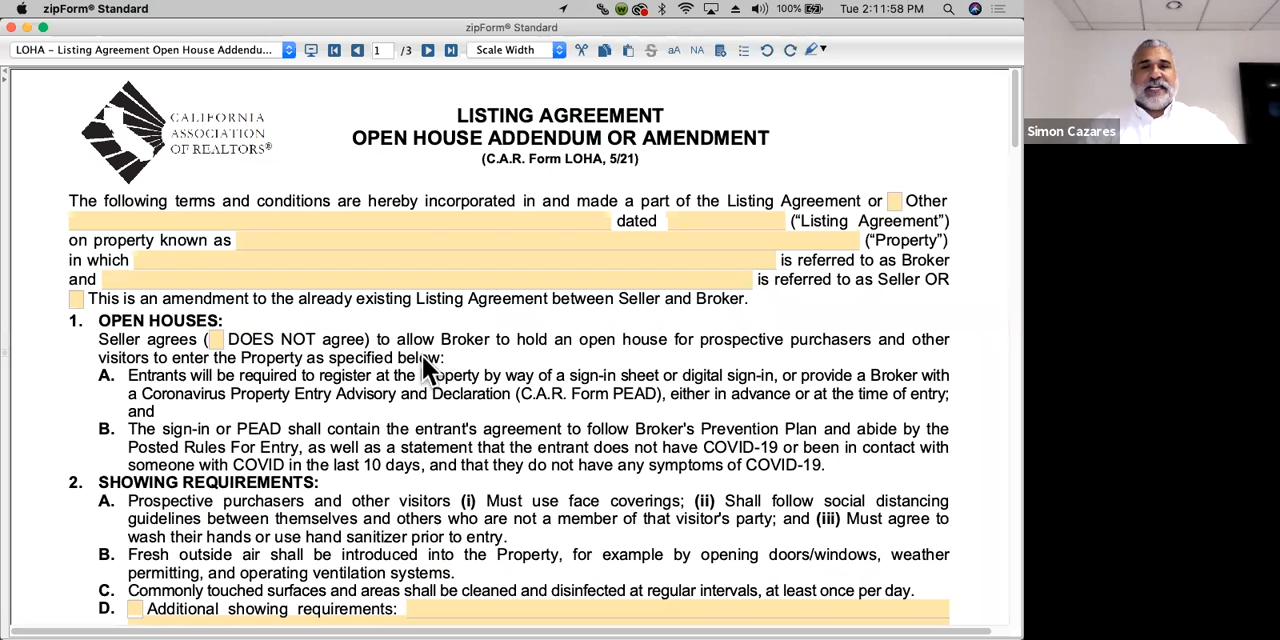 zipForm® Standard
100%
Tue 2:11:58 PM
zipForm® Standard
LOHA – Listing Agreement Open House Addendu...
1 /3
Scale Width
aA NA
Simon Cazares
CALIFORNIA
ASSOCIATION
OF REALTORS®
LISTING AGREEMENT
OPEN HOUSE ADDENDUM OR AMENDMENT
(C.A.R. Form LOHA, 5/21)
The following terms and conditions are hereby incorporated in and made a part of the Listing Agreement or Other
dated (“Listing Agreement”)
on property known as (“Property”)
in which is referred to as Broker
and is referred to as Seller OR
This is an amendment to the already existing Listing Agreement between Seller and Broker.
1. OPEN HOUSES:
Seller agrees ( DOES NOT agree) to allow Broker to hold an open house for prospective purchasers and other
visitors to enter the Property as specified below:
A. Entrants will be required to register at the Property by way of a sign-in sheet or digital sign-in, or provide a Broker with
a Coronavirus Property Entry Advisory and Declaration (C.A.R. Form PEAD), either in advance or at the time of entry;
and
B. The sign-in or PEAD shall contain the entrant's agreement to follow Broker's Prevention Plan and abide by the
Posted Rules For Entry, as well as a statement that the entrant does not have COVID-19 or been in contact with
someone with COVID in the last 10 days, and that they do not have any symptoms of COVID-19.
2. SHOWING REQUIREMENTS:
A. Prospective purchasers and other visitors (i) Must use face coverings; (ii) Shall follow social distancing
guidelines between themselves and others who are not a member of that visitor's party; and (iii) Must agree to
wash their hands or use hand sanitizer prior to entry.
B. Fresh outside air shall be introduced into the Property, for example by opening doors/windows, weather
permitting, and operating ventilation systems.
C. Commonly touched surfaces and areas shall be cleaned and disinfected at regular intervals, at least once per day.
D. Additional showing requirements: